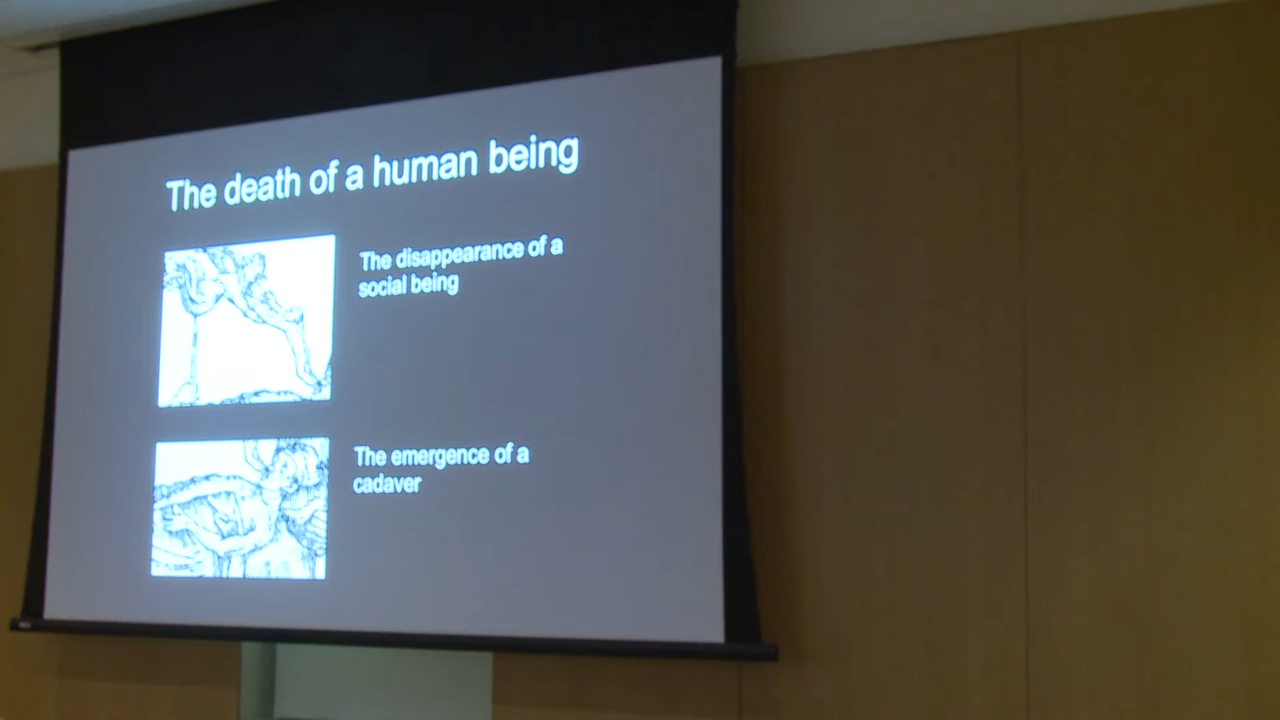 The death of a human being
The disappearance of a
social being
The emergence of a
cadaver